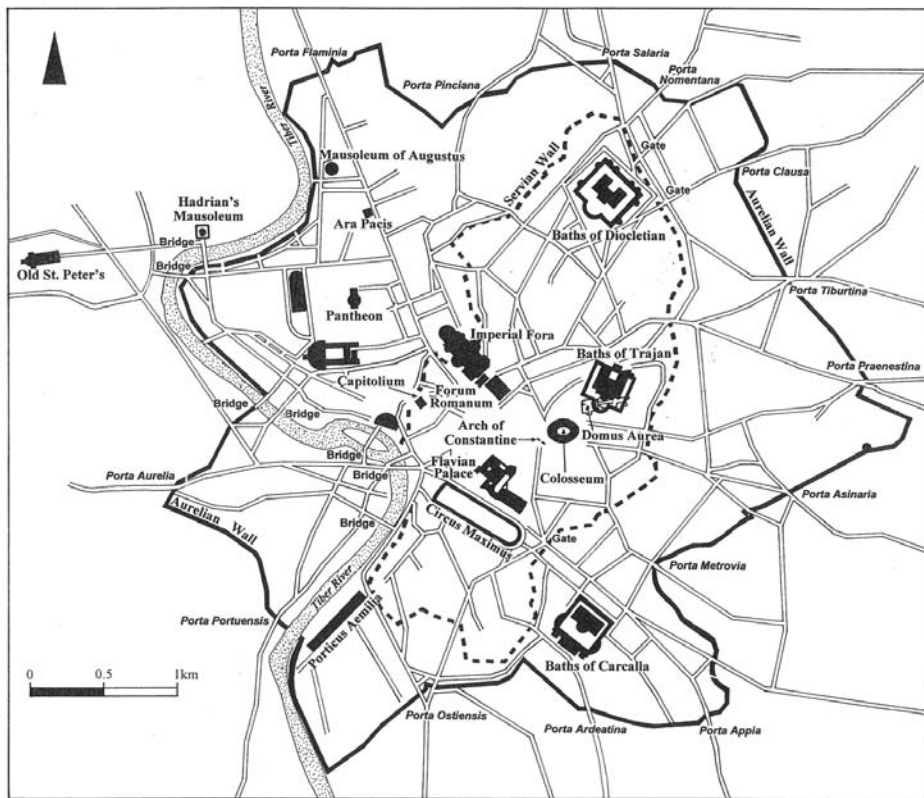 Porta Flaminia
Porta Salaria
Porta
Nomentana
Porta Pinciana
Tiber River
Servian Wall
Gate
Mausoleum of Augustus
Porta Clausa
Gate
Hadrian's
Mausoleum
Ara Pacis
Baths of Diocletian
Aurelian Wall
Bridge
Old St. Peter's
Bridge
Porta Tiburtina
Pantheon
Imperial Fora
Baths of Trajan
Porta Praenestina
Capitolium
Forum
Romanum
Bridge
Bridge
Arch of
Constantine
Domus Aurea
Bridge
Flavian
Palace
Colosseum
Porta Aurelia
Bridge
Porta Asinaria
Aurelian Wall
Bridge
Circus Maximus
Gate
Porta Metrovia
Tiber River
Porta Portuensis
Porticus Aemilia
Baths of Carcalla
0 0.5 1km
Porta Ostiensis
Porta Ardeatina
Porta Appia